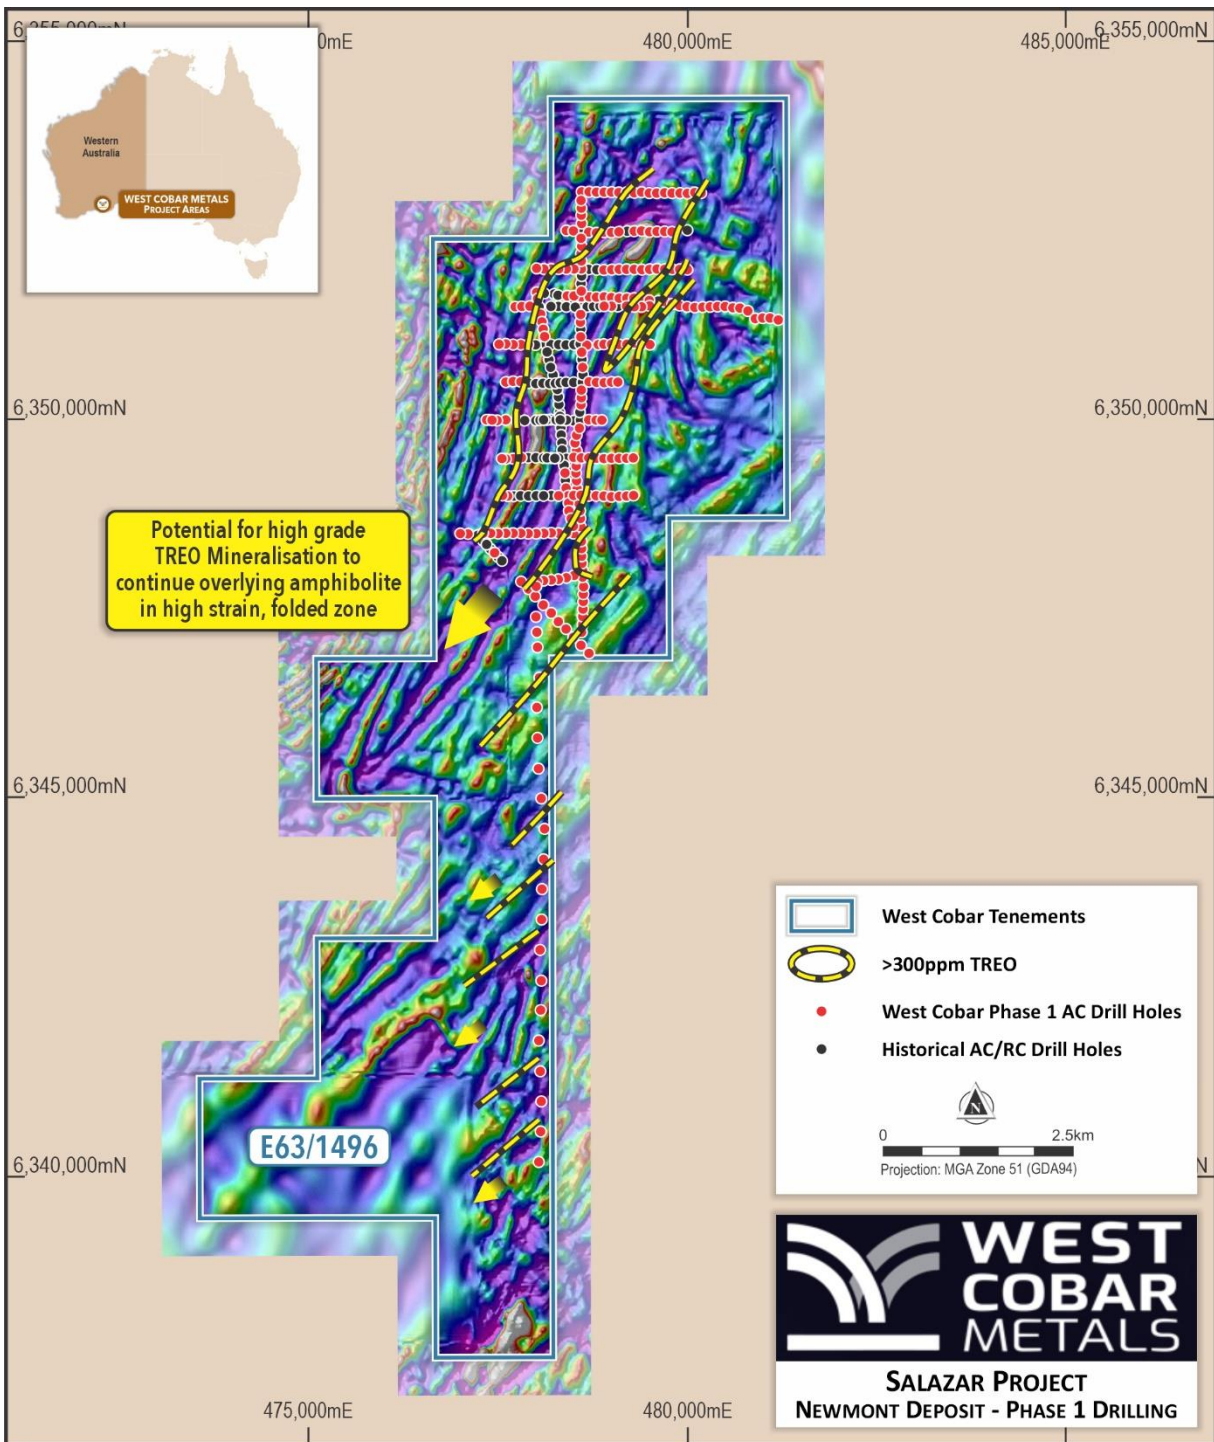 6,355,000mN
mE
480,000mE
485,000mE
6,355,000mN
Western
Australia
WEST COBAR METALS
PROJECT AREAS
6,350,000mN
6,350,000mN
Potential for high grade
TREO Mineralisation to
continue overlying amphibolite
in high strain, folded zone
6,345,000mN
6,345,000mN
West Cobar Tenements
>300ppm TREO
West Cobar Phase 1 AC Drill Holes
Historical AC/RC Drill Holes
N
0 2.5km
Projection: MGA Zone 51 (GDA94)
E63/1496
6,340,000mN
N
WEST
COBAR
METALS
SALAZAR PROJECT
NEWMONT DEPOSIT - PHASE 1 DRILLING
475,000mE
480,000mE